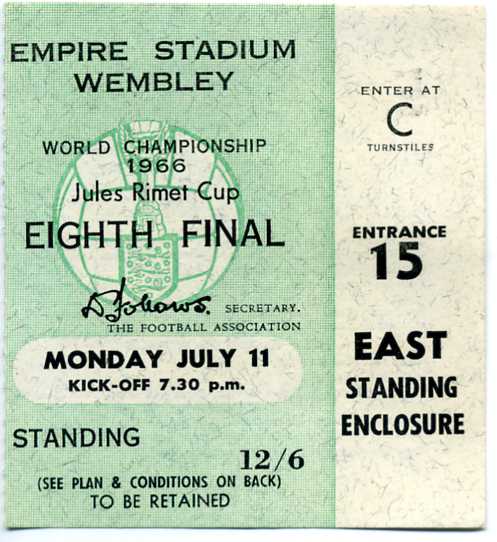 EMPIRE STADIUM
WEMBLEY
WORLD CHAMPIONSHIP
1966
Jules Rimet Cup
EIGHTH FINAL
D Follows. SECRETARY.
THE FOOTBALL ASSOCIATION
MONDAY JULY 11
KICK-OFF 7.30 p.m.
STANDING
12/6
(SEE PLAN & CONDITIONS ON BACK)
TO BE RETAINED
ENTER AT
C
TURNSTILES
ENTRANCE
15
EAST
STANDING
ENCLOSURE